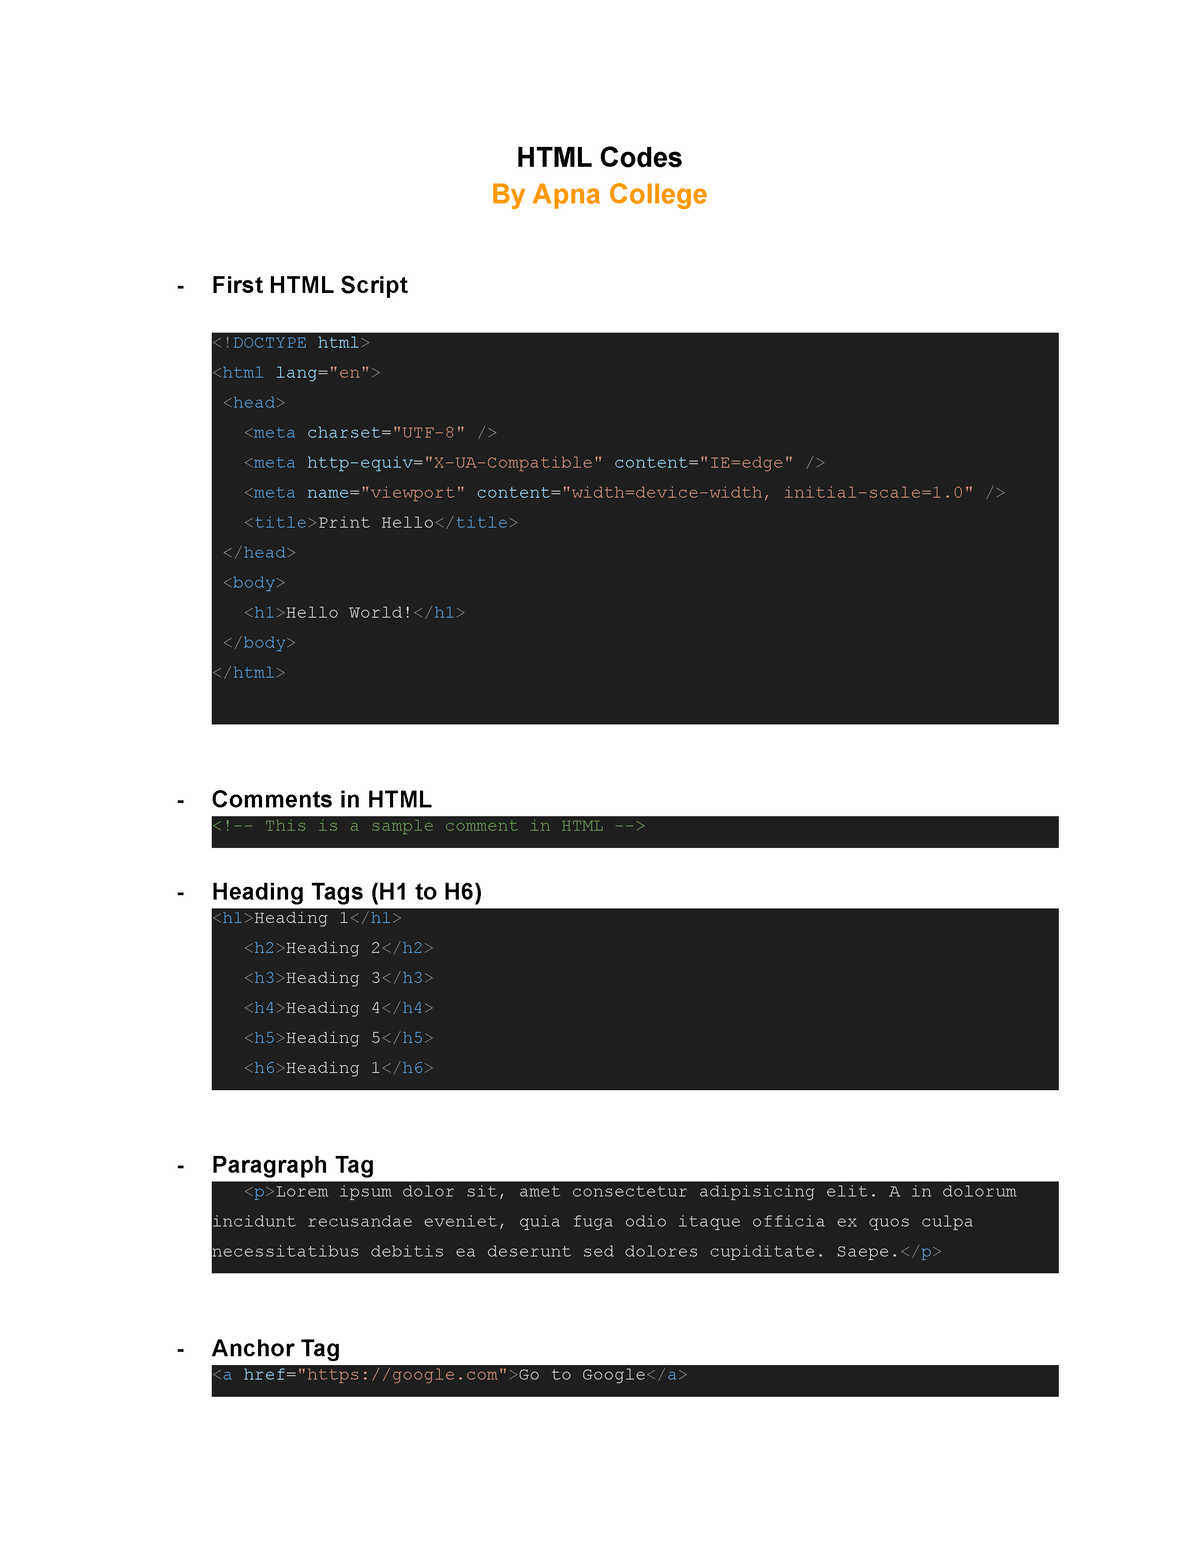 HTML Codes
By Apna College
- First HTML Script
<!DOCTYPE html>
<html lang="en">
<head>
<meta charset="UTF-8" />
<meta http-equiv="X-UA-Compatible" content="IE=edge" />
<meta name="viewport" content="width=device-width, initial-scale=1.0" />
<title>Print Hello</title>
</head>
<body>
<h1>Hello World!</h1>
</body>
</html>
- Comments in HTML
<!-- This is a sample comment in HTML -->
- Heading Tags (H1 to H6)
<h1>Heading 1</h1>
<h2>Heading 2</h2>
<h3>Heading 3</h3>
<h4>Heading 4</h4>
<h5>Heading 5</h5>
<h6>Heading 1</h6>
- Paragraph Tag
<p>Lorem ipsum dolor sit, amet consectetur adipisicing elit. A in dolorum
incidunt recusandae eveniet, quia fuga odio itaque officia ex quos culpa
necessitatibus debitis ea deserunt sed dolores cupiditate. Saepe.</p>
- Anchor Tag
<a href="https://google.com">Go to Google</a>